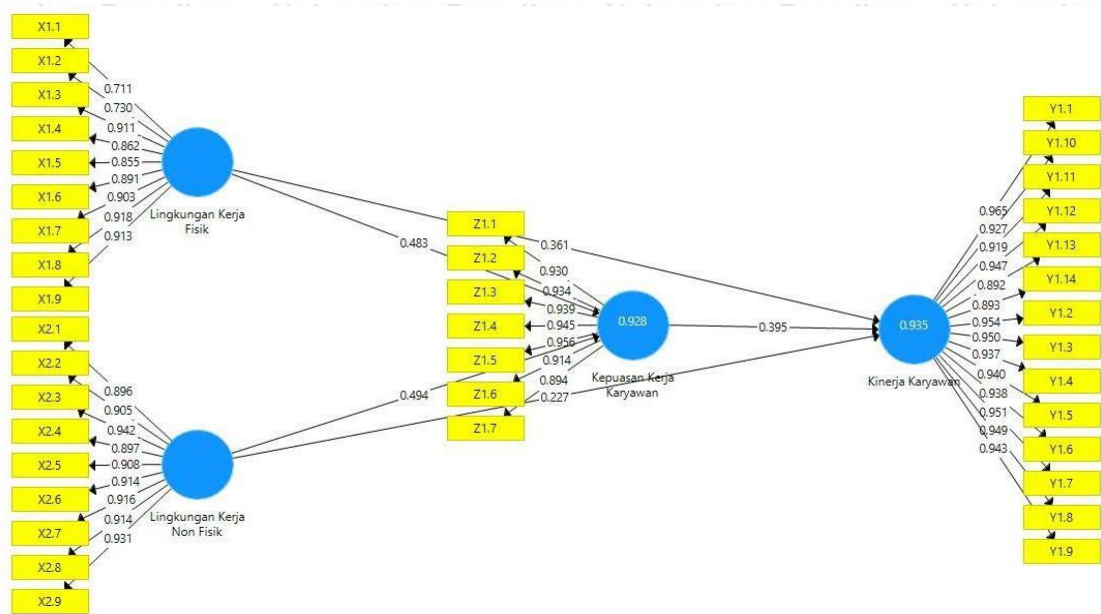 X1.1
X1.2
X1.3
X1.4
X1.5
X1.6
X1.7
X1.8
X1.9
0.711
0.730
0.911
0.862
0.855
0.891
0.903
0.918
0.913
Lingkungan Kerja
Fisik
X2.1
X2.2
X2.3
X2.4
X2.5
X2.6
X2.7
X2.8
X2.9
0.896
0.905
0.942
0.897
0.908
0.914
0.916
0.914
0.931
Lingkungan Kerja
Non Fisik
0.483
0.494
0.361
0.227
Z1.1
Z1.2
Z1.3
Z1.4
Z1.5
Z1.6
Z1.7
0.930
0.934
0.939
0.945
0.956
0.914
0.894
0.928
Kepuasan Kerja
Karyawan
0.395
0.935
Kinerja Karyawan
0.965
0.927
0.919
0.947
0.892
0.893
0.954
0.950
0.937
0.940
0.938
0.951
0.949
0.943
Y1.1
Y1.10
Y1.11
Y1.12
Y1.13
Y1.14
Y1.2
Y1.3
Y1.4
Y1.5
Y1.6
Y1.7
Y1.8
Y1.9